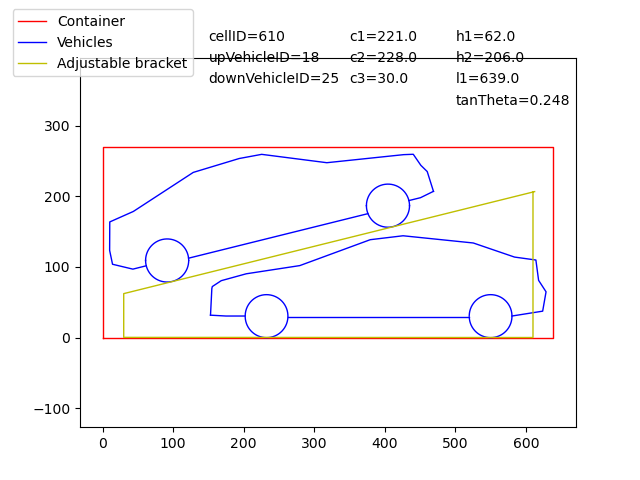 Container
Vehicles
Adjustable bracket
cellID=610
c1=221.0
h1=62.0
upVehicleID=18
c2=228.0
h2=206.0
downVehicleID=25
c3=30.0
l1=639.0
tanTheta=0.248
300
200
100
0
−100
0
100
200
300
400
500
600